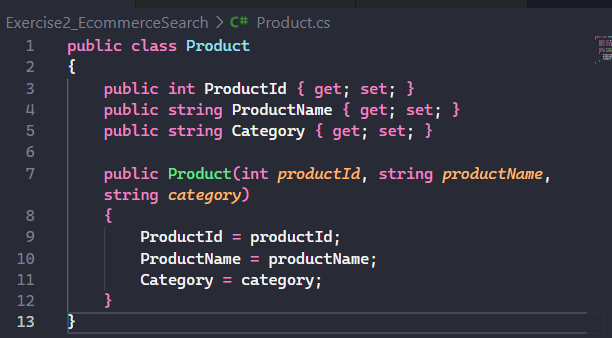 Exercise2_EcommerceSearch > C# Product.cs
1 public class Product
2 {
3 public int ProductId { get; set; }
4 public string ProductName { get; set; }
5 public string Category { get; set; }
6
7 public Product(int productId, string productName,
string category)
8 {
9 ProductId = productId;
10 ProductName = productName;
11 Category = category;
12 }
13 }